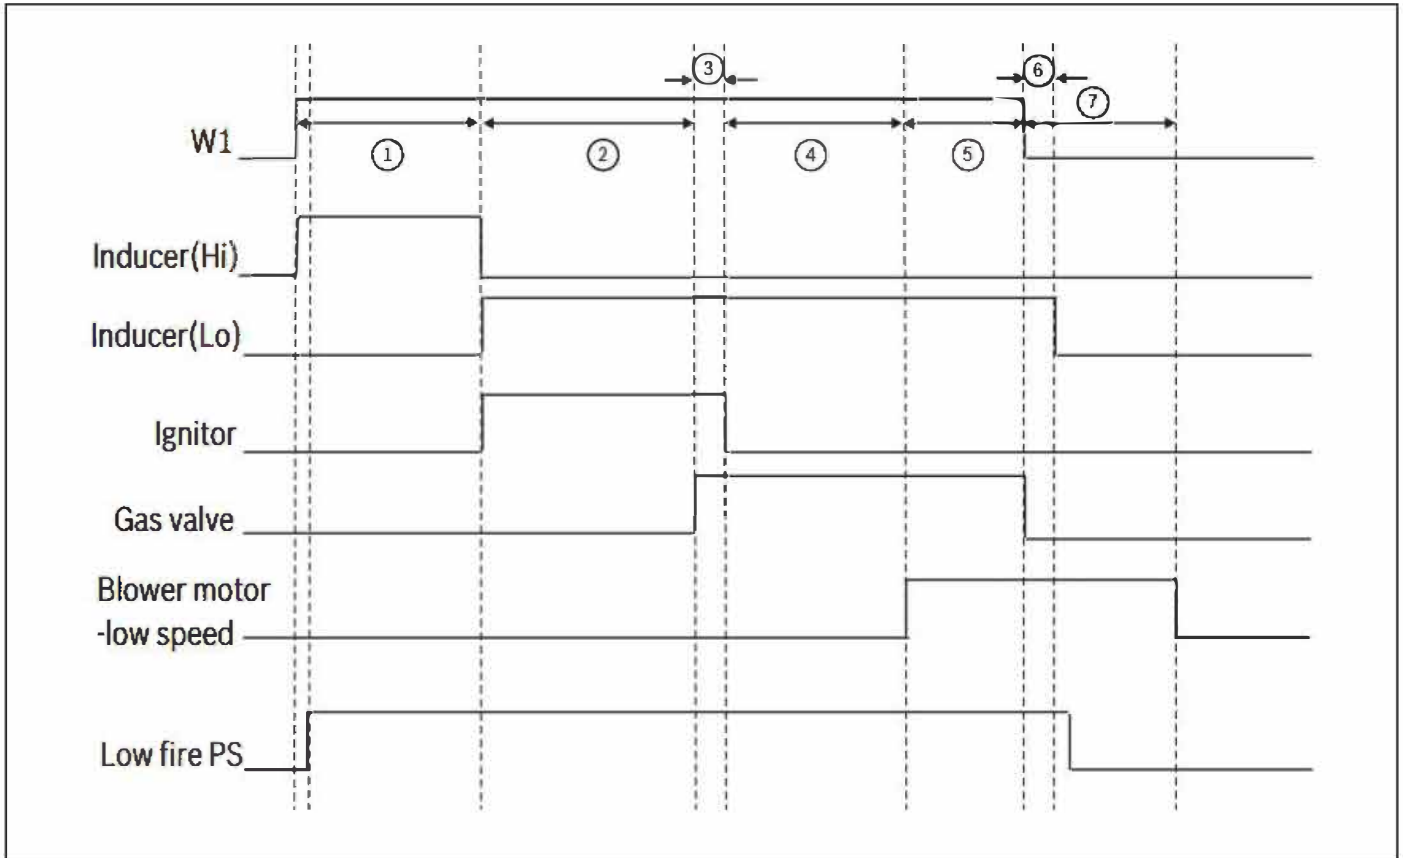 ③
⑥
⑦
W1
①
②
④
⑤
Inducer(Hi)
Inducer(Lo)
Ignitor
Gas valve
Blower motor
-low speed
Low fire PS